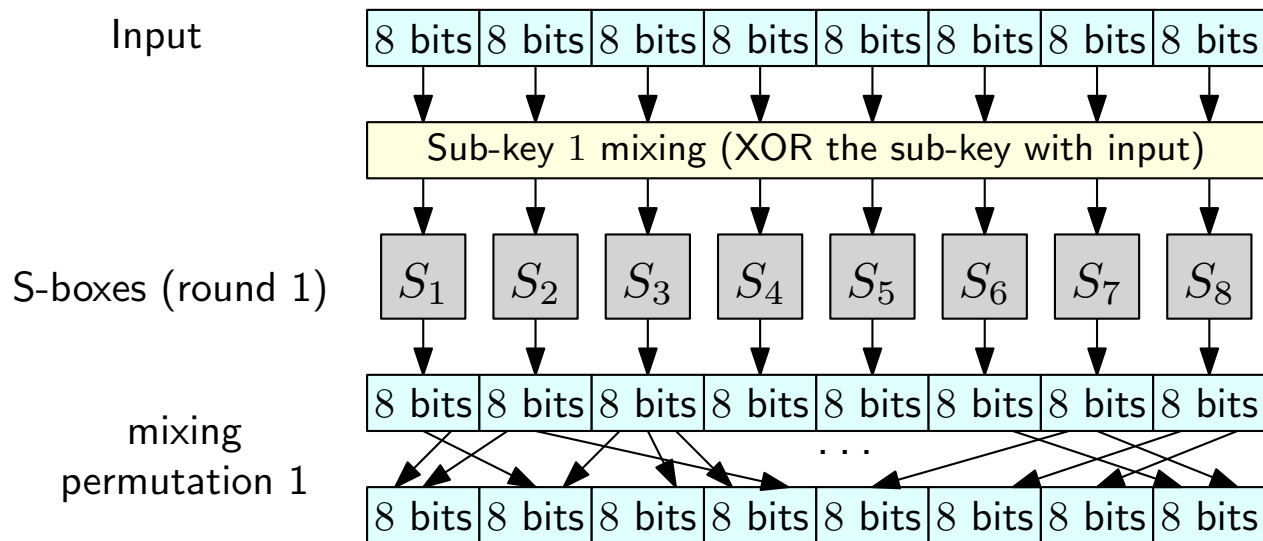 Input
8 bits 8 bits 8 bits 8 bits 8 bits 8 bits 8 bits 8 bits
Sub-key 1 mixing (XOR the sub-key with input)
S-boxes (round 1)
S₁ S₂ S₃ S₄ S₅ S₆ S₇ S₈
8 bits 8 bits 8 bits 8 bits 8 bits 8 bits 8 bits 8 bits
mixing
permutation 1
...
8 bits 8 bits 8 bits 8 bits 8 bits 8 bits 8 bits 8 bits